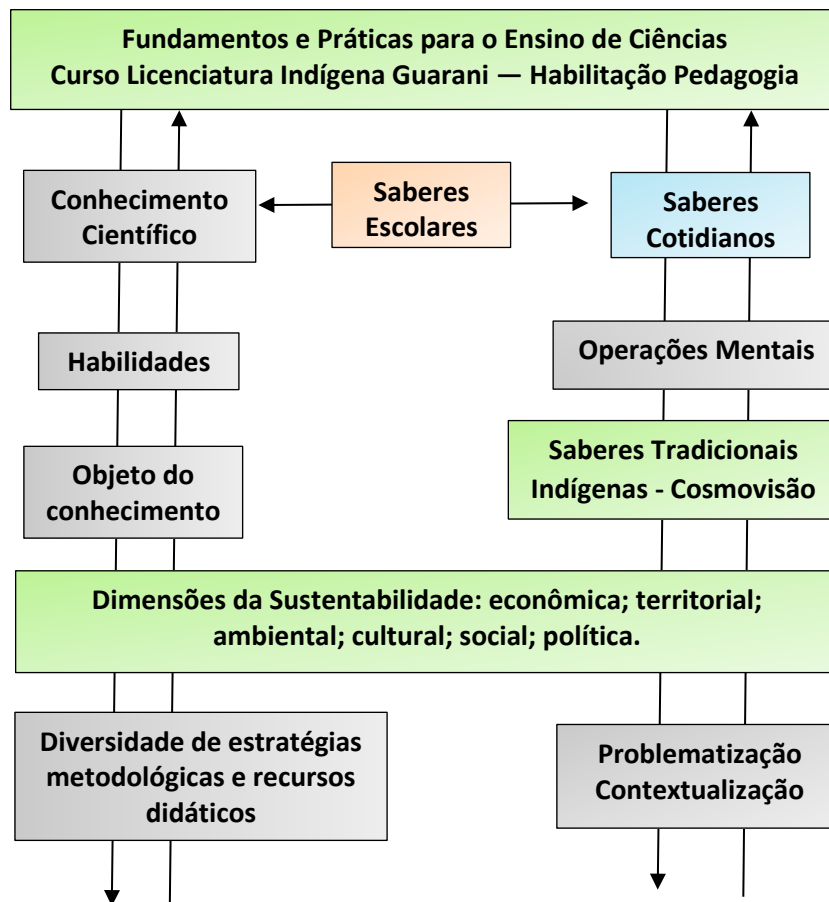 Fundamentos e Práticas para o Ensino de Ciências
Curso Licenciatura Indígena Guarani — Habilitação Pedagogia
Conhecimento
Científico
Saberes
Escolares
Saberes
Cotidianos
Habilidades
Operações Mentais
Objeto do
conhecimento
Saberes Tradicionais
Indígenas - Cosmovisão
Dimensões da Sustentabilidade: econômica; territorial;
ambiental; cultural; social; política.
Diversidade de estratégias
metodológicas e recursos
didáticos
Problematização
Contextualização